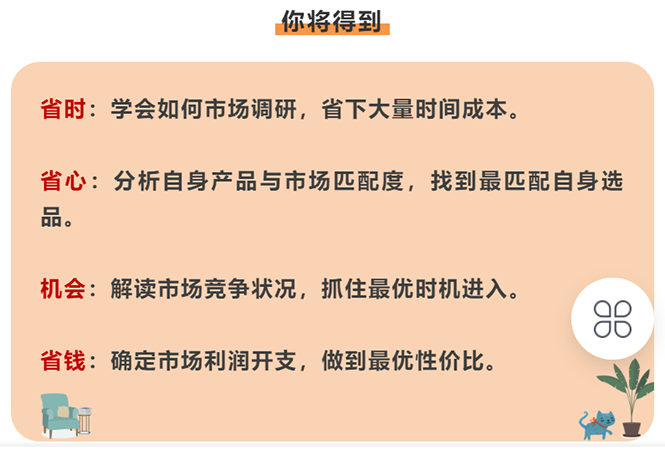 你将得到
省时：学会如何市场调研，省下大量时间成本。
省心：分析自身产品与市场匹配度，找到最匹配自身选
品。
机会：解读市场竞争状况，抓住最优时机进入。
省钱：确定市场利润开支，做到最优性价比。